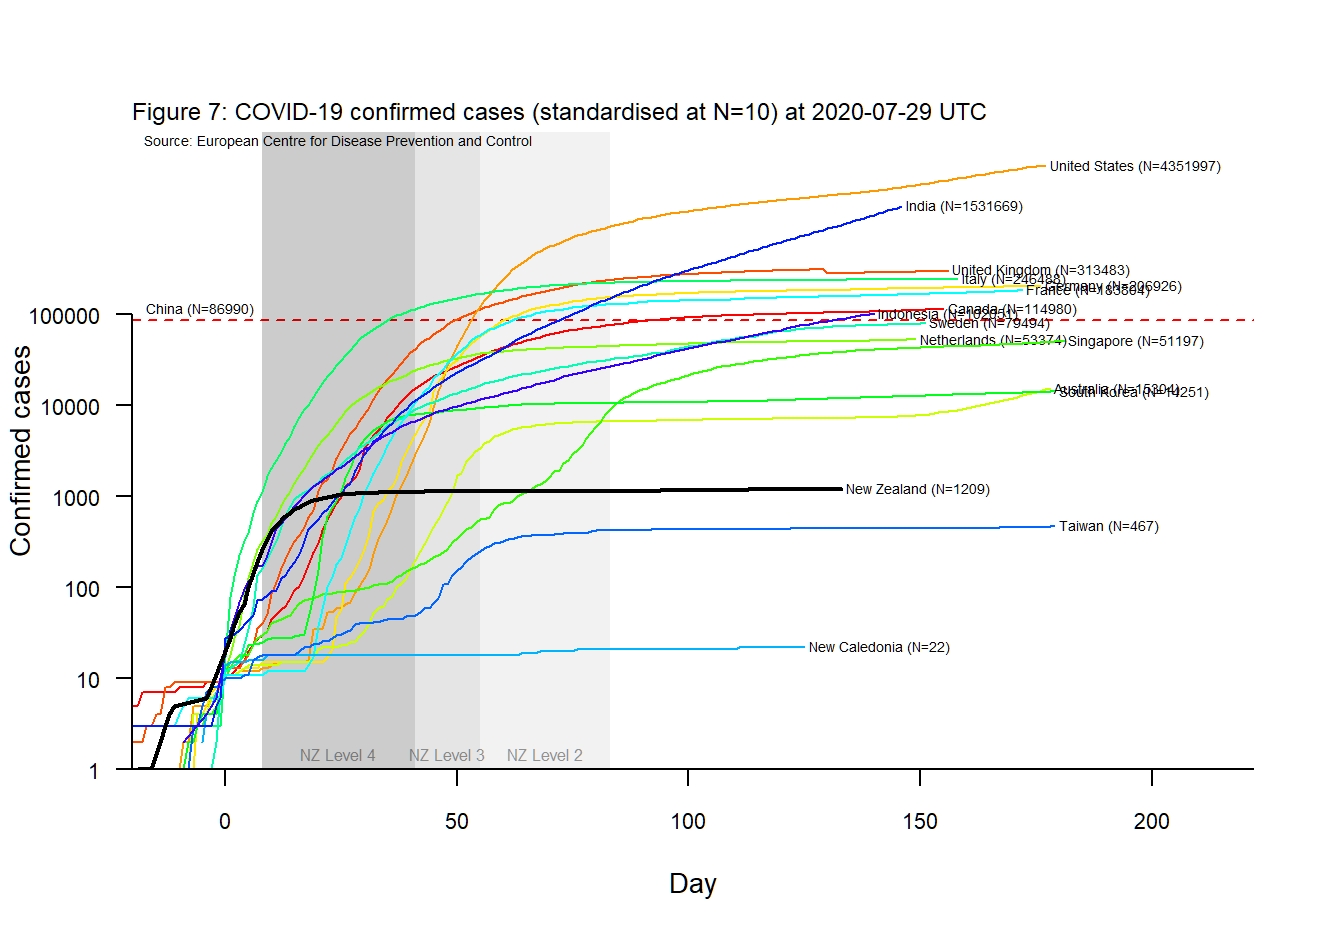 Figure 7: COVID-19 confirmed cases (standardised at N=10) at 2020-07-29 UTC
Source: European Centre for Disease Prevention and Control
United States (N=4351997)
India (N=1531669)
United Kingdom (N=313483)
Italy (N=246488)
Germany (N=206926)
France (N=183804)
China (N=86990)
Canada (N=114980)
Indonesia
Sweden (N=79494)
Netherlands (N=53374)
Singapore (N=51197)
Australia (N=15304)
South Korea (N=14251)
New Zealand (N=1209)
Taiwan (N=467)
New Caledonia (N=22)
NZ Level 4
NZ Level 3
NZ Level 2
100000
10000
1000
100
10
1
Confirmed cases
0
50
100
150
200
Day